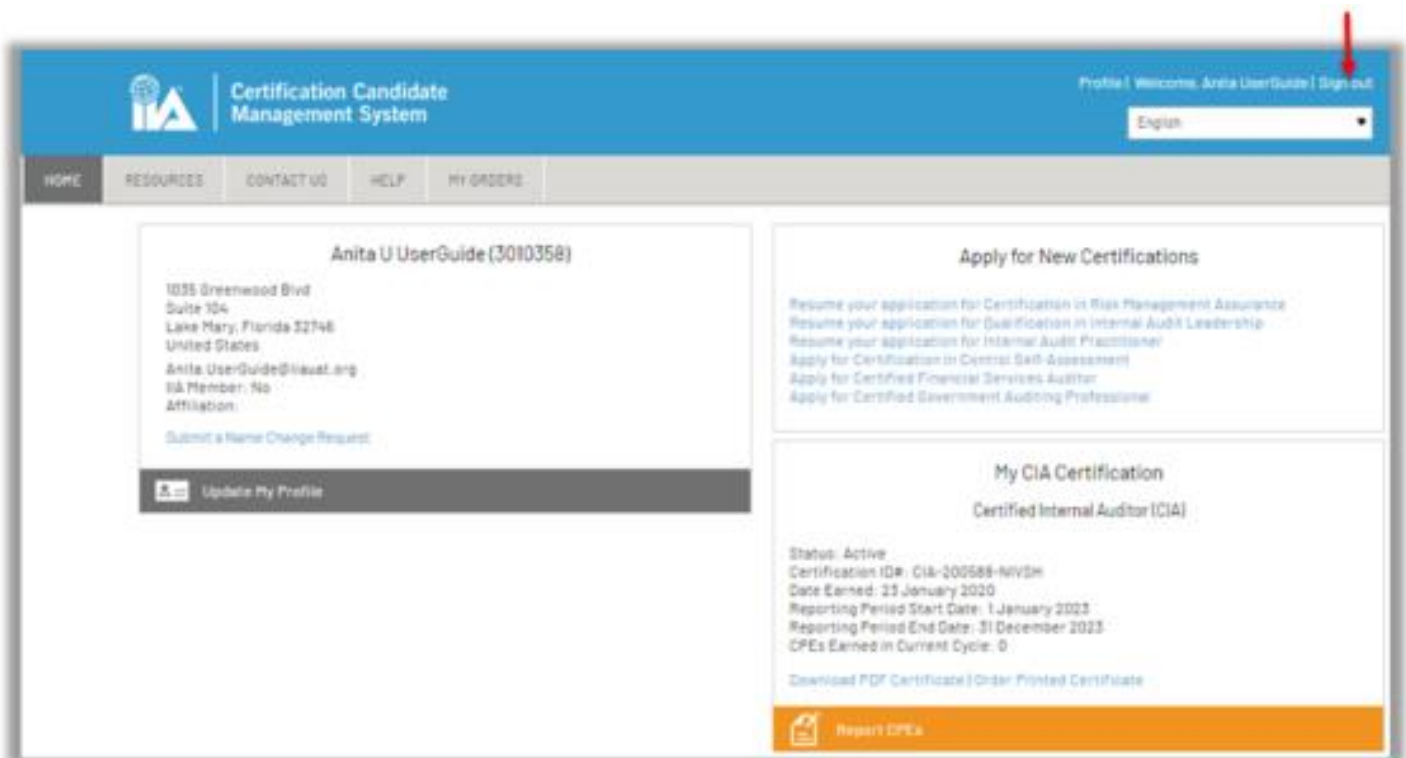 IIA
Certification Candidate
Management System
Profile | Welcome, Anita UserGuide | Sign out
English
HOME RESOURCES CONTACT US HELP MY ORDERS
Anita U UserGuide (3010358)
1035 Greenwood Blvd
Suite 104
Lake Mary, Florida 32746
United States
Anita.UserGuide@iiauat.org
IIA Member: No
Affiliation:
Submit a Name Change Request
Update My Profile
Apply for New Certifications
Resume your application for Certification in Risk Management Assurance
Resume your application for Qualification in Internal Audit Leadership
Resume your application for Internal Audit Practitioner
Apply for Certification in Control Self-Assessment
Apply for Certified Financial Services Auditor
Apply for Certified Government Auditing Professional
My CIA Certification
Certified Internal Auditor (CIA)
Status: Active
Certification ID#: CIA-200589-NIVSH
Date Earned: 23 January 2020
Reporting Period Start Date: 1 January 2023
Reporting Period End Date: 31 December 2023
CPEs Earned in Current Cycle: 0
Download PDF Certificate | Order Printed Certificate
Report CPEs